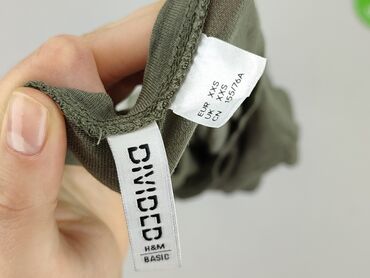 EUR XXS
UK XXS
CN 155/76A
DIVIDED
H&M
BASIC